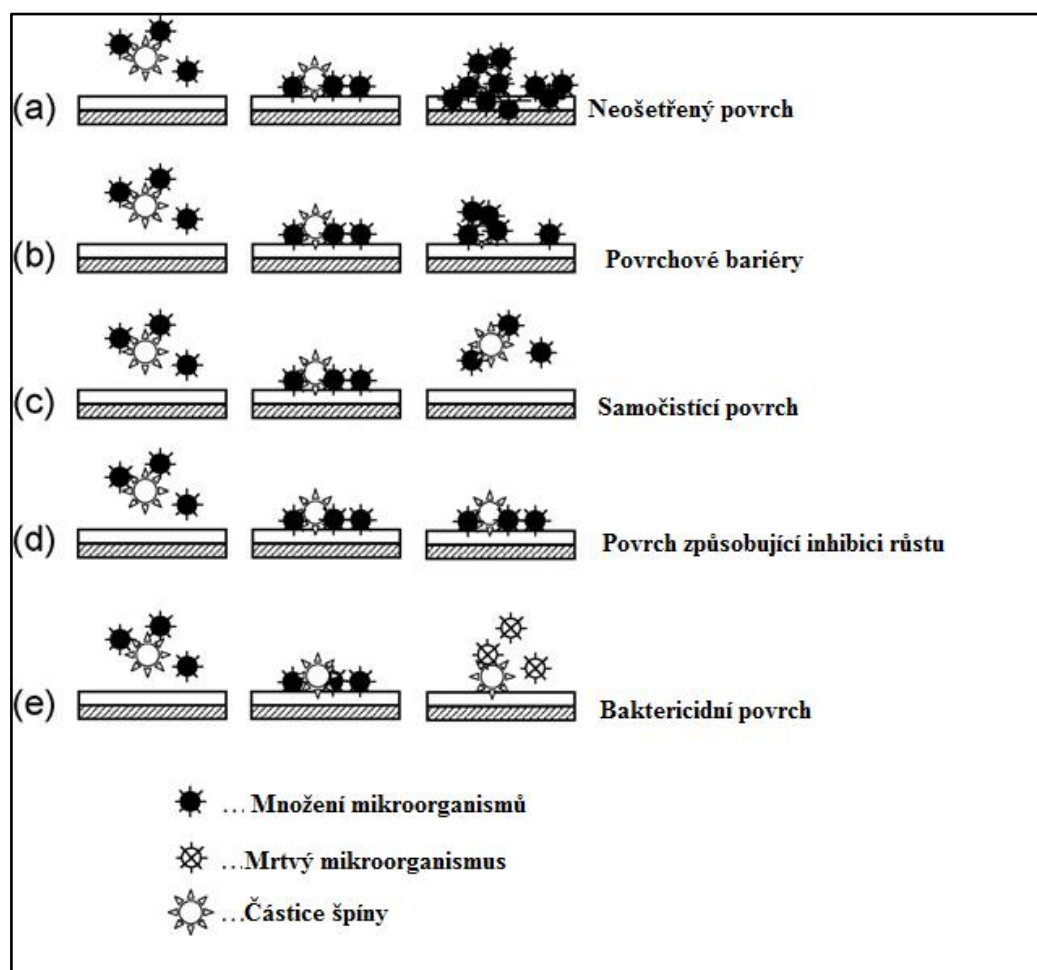 (a) Neošetřený povrch
(b) Povrchové bariéry
(c) Samočistící povrch
(d) Povrch způsobující inhibici růstu
(e) Baktericidní povrch
… Množení mikroorganismů
…Mrtvý mikroorganismus
…Částice špíny